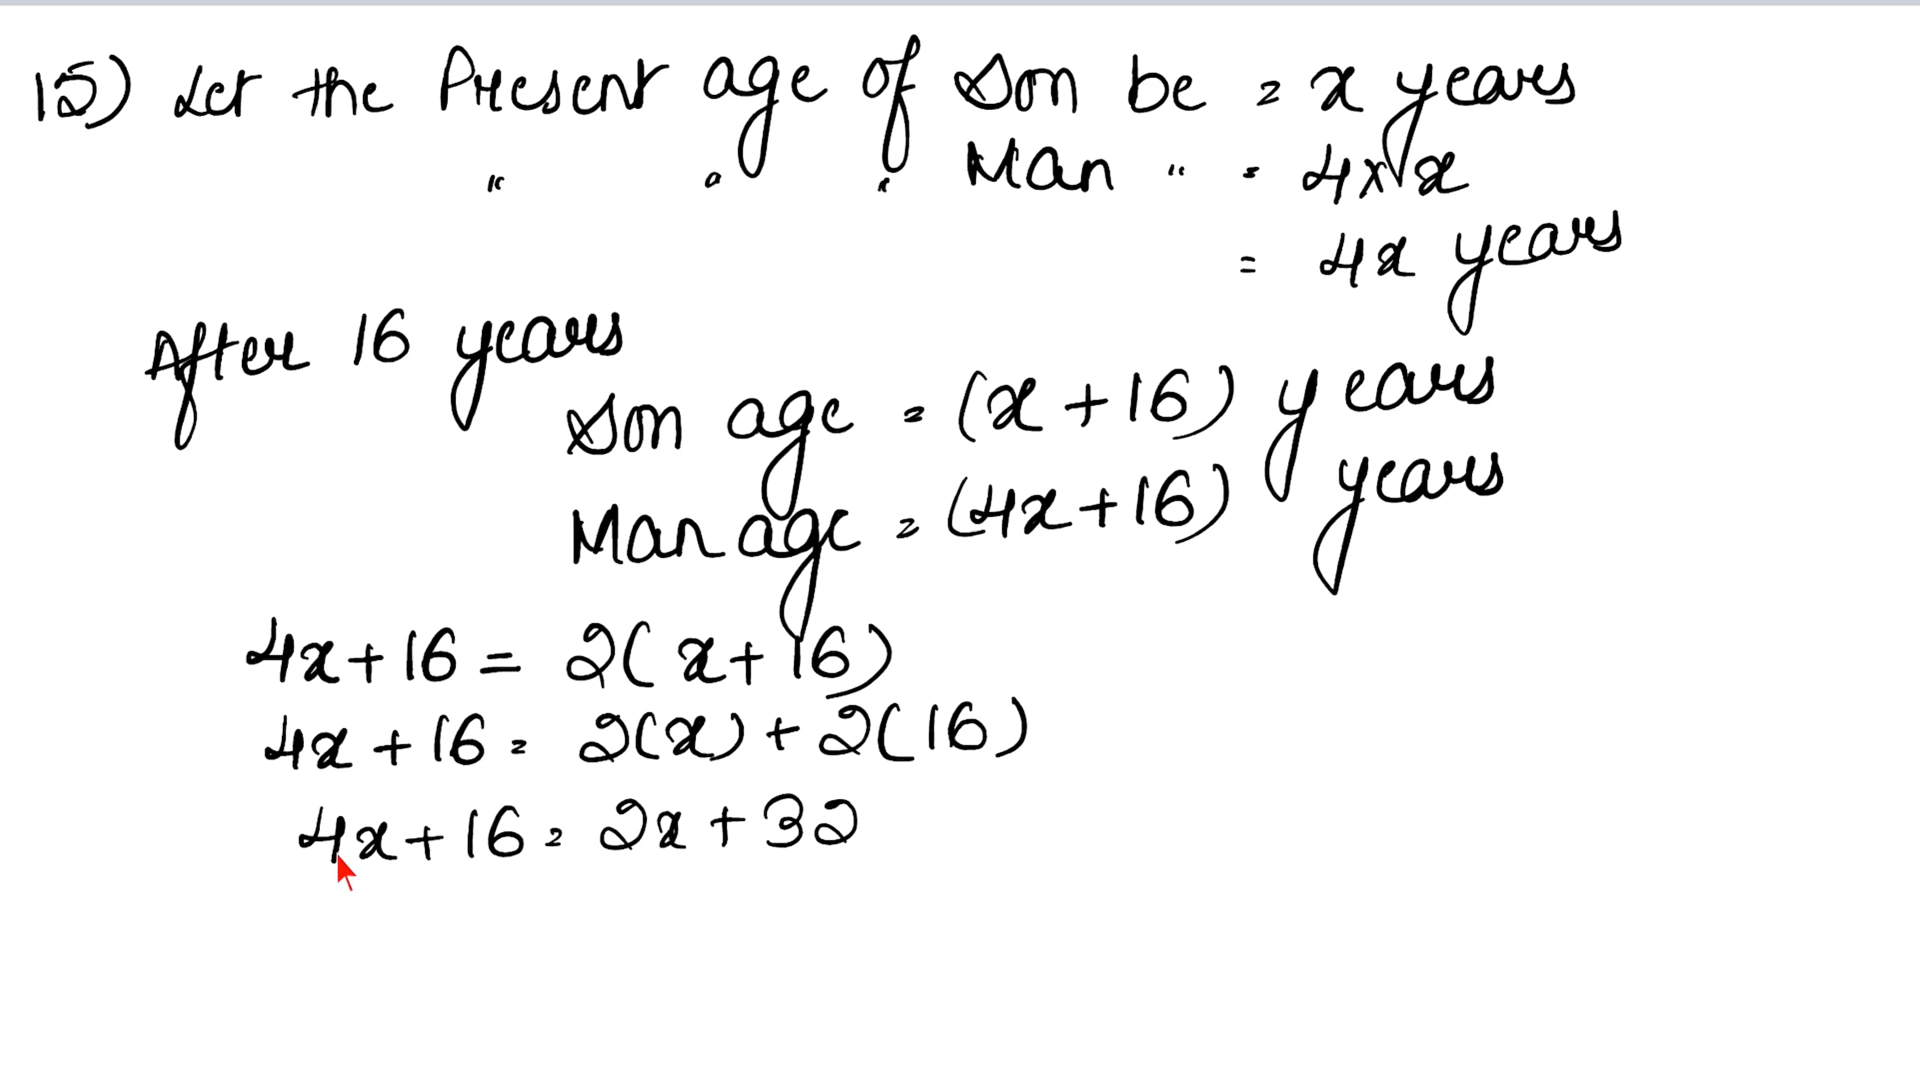 15) Let the Present age of Son be = x years
" " " Man " = 4 × x
= 4x years
After 16 years
Son age = (x + 16) years
Man age = (4x + 16) years
4x + 16 = 2(x + 16)
4x + 16 = 2(x) + 2(16)
4x + 16 = 2x + 32